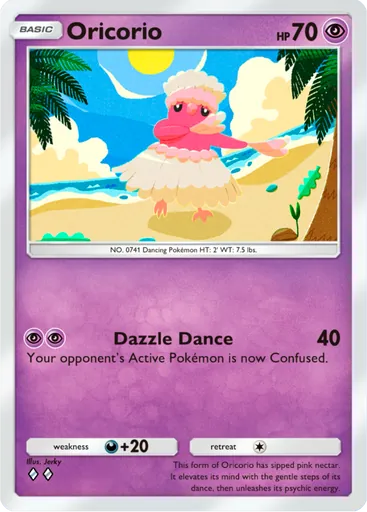 BASIC Oricorio HP 70
NO. 0741 Dancing Pokémon HT: 2' WT: 7.5 lbs.
Dazzle Dance 40
Your opponent's Active Pokémon is now Confused.
weakness +20 retreat
Illus. Jerky
This form of Oricorio has sipped pink nectar.
It elevates its mind with the gentle steps of its
dance, then unleashes its psychic energy.